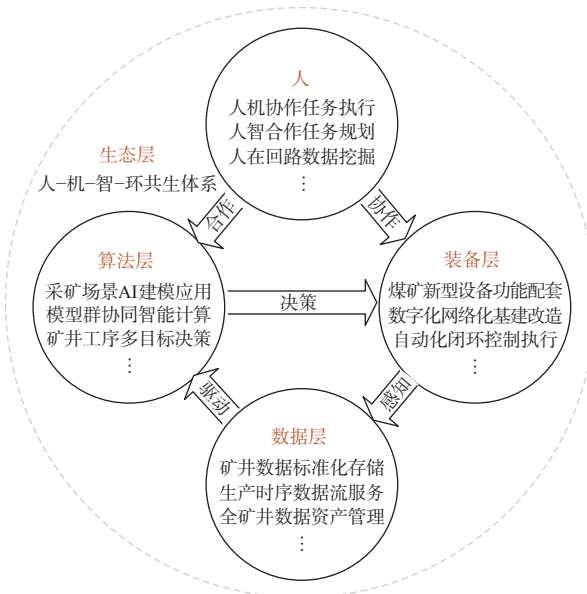 人
人机协作任务执行
人智合作任务规划
人在回路数据挖掘
⋮
生态层
人-机-智-环共生体系
合作
协作
算法层
采矿场景AI建模应用
模型群协同智能计算
矿井工序多目标决策
⋮
决策
装备层
煤矿新型设备功能配套
数字化网络化基建改造
自动化闭环控制执行
⋮
驱动
感知
数据层
矿井数据标准化存储
生产时序数据流服务
全矿井数据资产管理
⋮